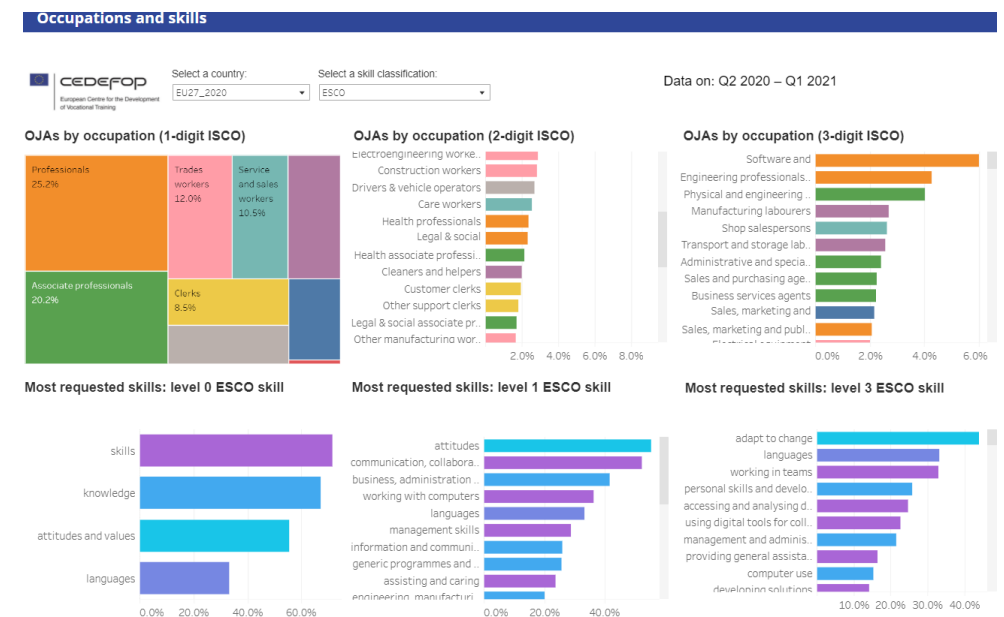 Occupations and skills
CEDEFOP
European Centre for the Development
of Vocational Training
Select a country:
EU27_2020
Select a skill classification:
ESCO
Data on: Q2 2020 – Q1 2021
OJAs by occupation (1-digit ISCO)
Professionals
25.2%
Trades
workers
12.0%
Service
and sales
workers
10.5%
Associate professionals
20.2%
Clerks
8.5%
OJAs by occupation (2-digit ISCO)
Electroengineering worke..
Construction workers
Drivers & vehicle operators
Care workers
Health professionals
Legal & social
Health associate professi..
Cleaners and helpers
Customer clerks
Other support clerks
Legal & social associate pr..
Other manufacturing wor..
2.0% 4.0% 6.0% 8.0%
OJAs by occupation (3-digit ISCO)
Software and
Engineering professionals..
Physical and engineering ..
Manufacturing labourers
Shop salespersons
Transport and storage lab..
Administrative and specia..
Sales and purchasing age..
Business services agents
Sales, marketing and
Sales, marketing and publ..
Electrical equipment
0.0% 2.0% 4.0% 6.0%
Most requested skills: level 0 ESCO skill
skills
knowledge
attitudes and values
languages
0.0% 20.0% 40.0% 60.0%
Most requested skills: level 1 ESCO skill
attitudes
communication, collabora..
business, administration ..
working with computers
languages
management skills
information and communi..
generic programmes and ..
assisting and caring
engineering, manufacturi..
0.0% 20.0% 40.0%
Most requested skills: level 3 ESCO skill
adapt to change
languages
working in teams
personal skills and develo..
accessing and analysing d..
using digital tools for coll..
management and adminis..
providing general assista..
computer use
developing solutions
10.0% 20.0% 30.0% 40.0%